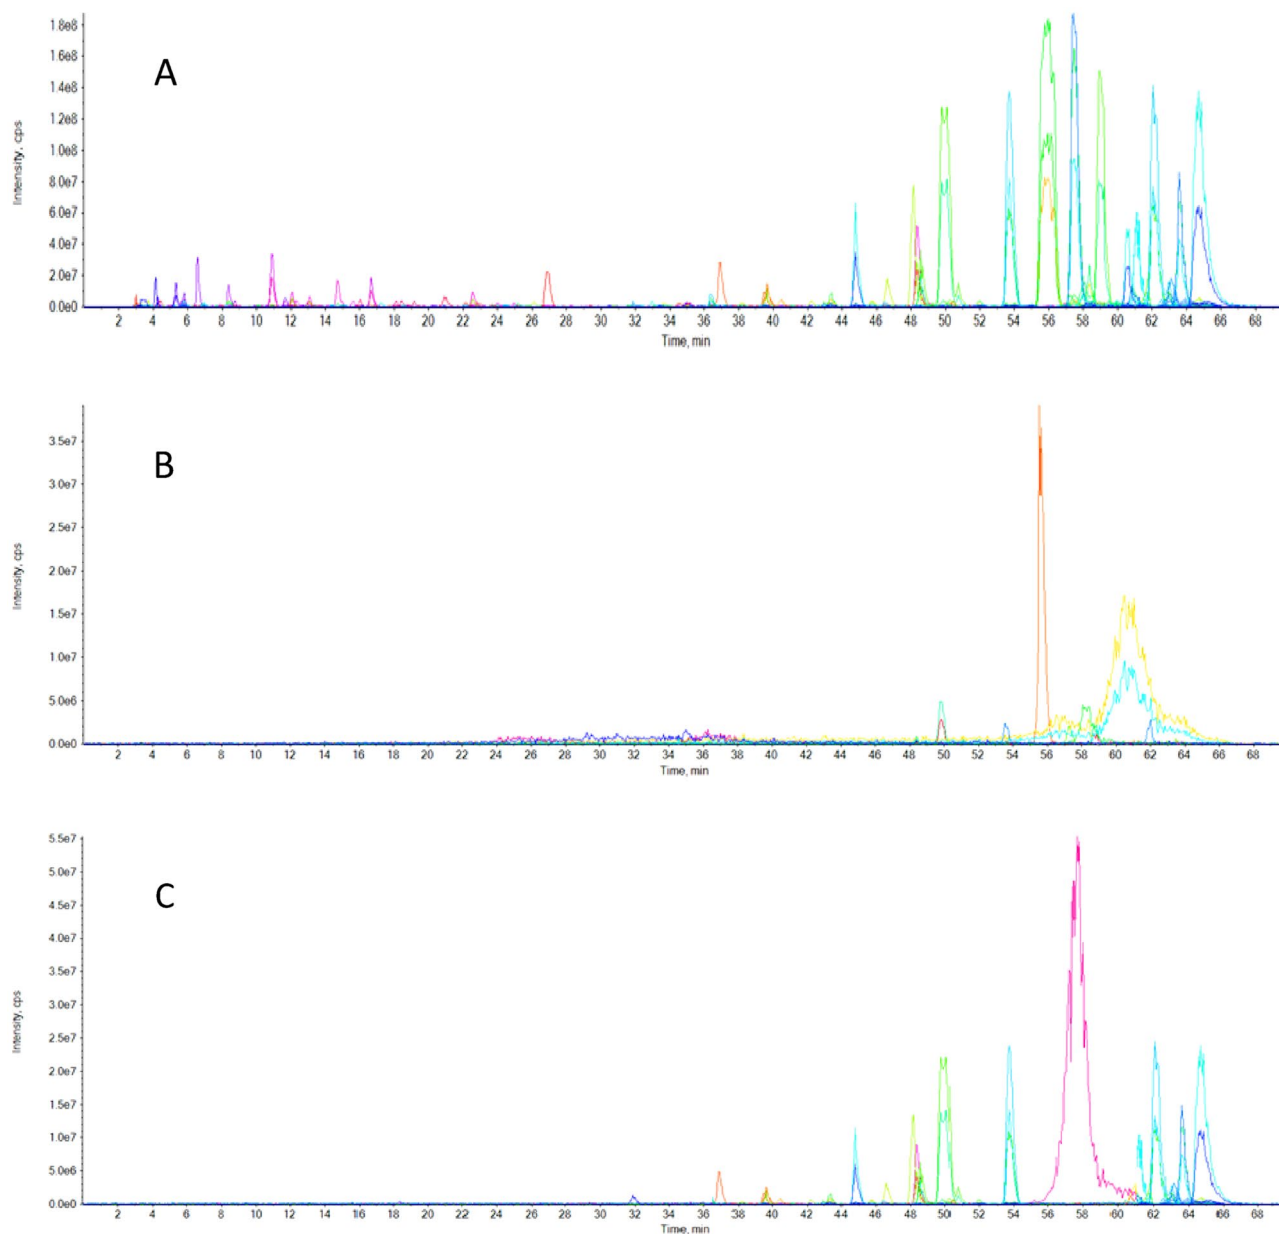 A
Intensity, cps
1.8e8
1.6e8
1.4e8
1.2e8
1.0e8
8.0e7
6.0e7
4.0e7
2.0e7
0.0e0
2 4 6 8 10 12 14 16 18 20 22 24 26 28 30 32 34 36 38 40 42 44 46 48 50 52 54 56 58 60 62 64 66 68
Time, min
B
Intensity, cps
3.5e7
3.0e7
2.5e7
2.0e7
1.5e7
1.0e7
5.0e6
0.0e0
2 4 6 8 10 12 14 16 18 20 22 24 26 28 30 32 34 36 38 40 42 44 46 48 50 52 54 56 58 60 62 64 66 68
Time, min
C
Intensity, cps
5.5e7
5.0e7
4.5e7
4.0e7
3.5e7
3.0e7
2.5e7
2.0e7
1.5e7
1.0e7
5.0e6
0.0e0
2 4 6 8 10 12 14 16 18 20 22 24 26 28 30 32 34 36 38 40 42 44 46 48 50 52 54 56 58 60 62 64 66 68
Time, min